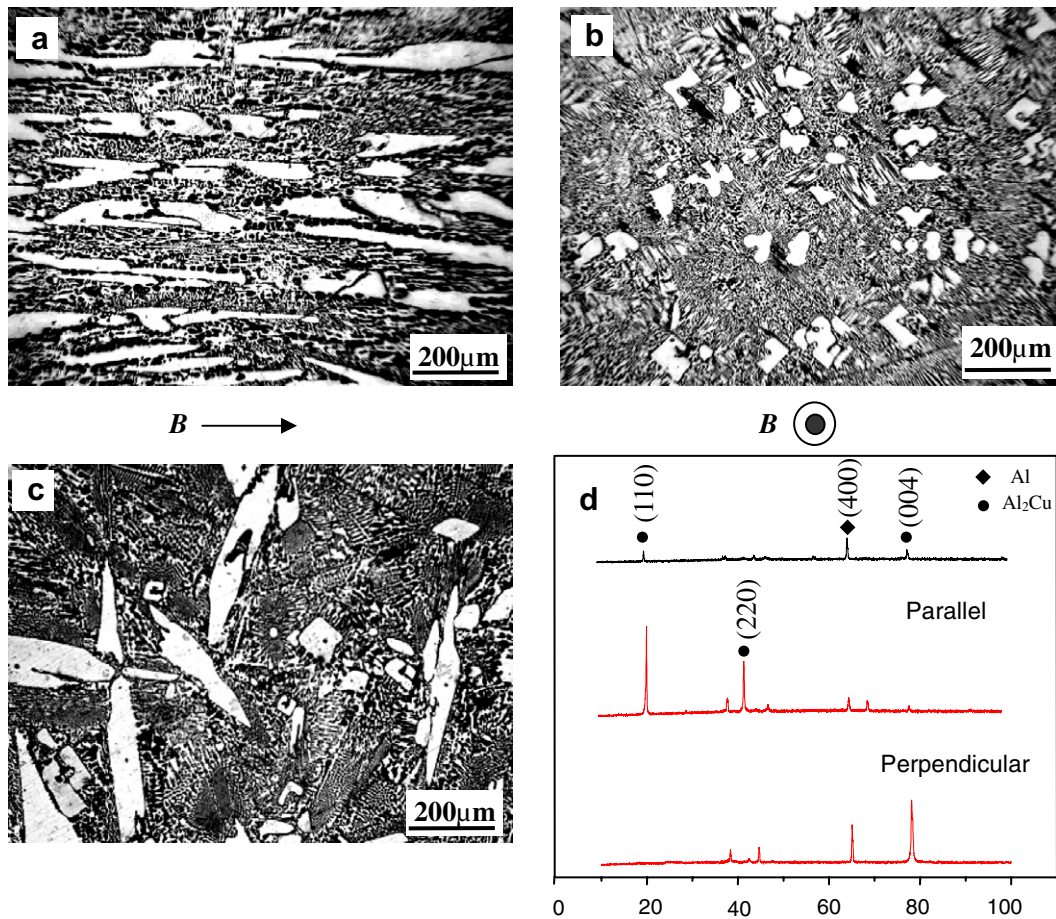 a
200μm
b
200μm
B
B
c
200μm
d
(110)
(400)
(004)
Al
Al₂Cu
(220)
Parallel
Perpendicular
0 20 40 60 80 100